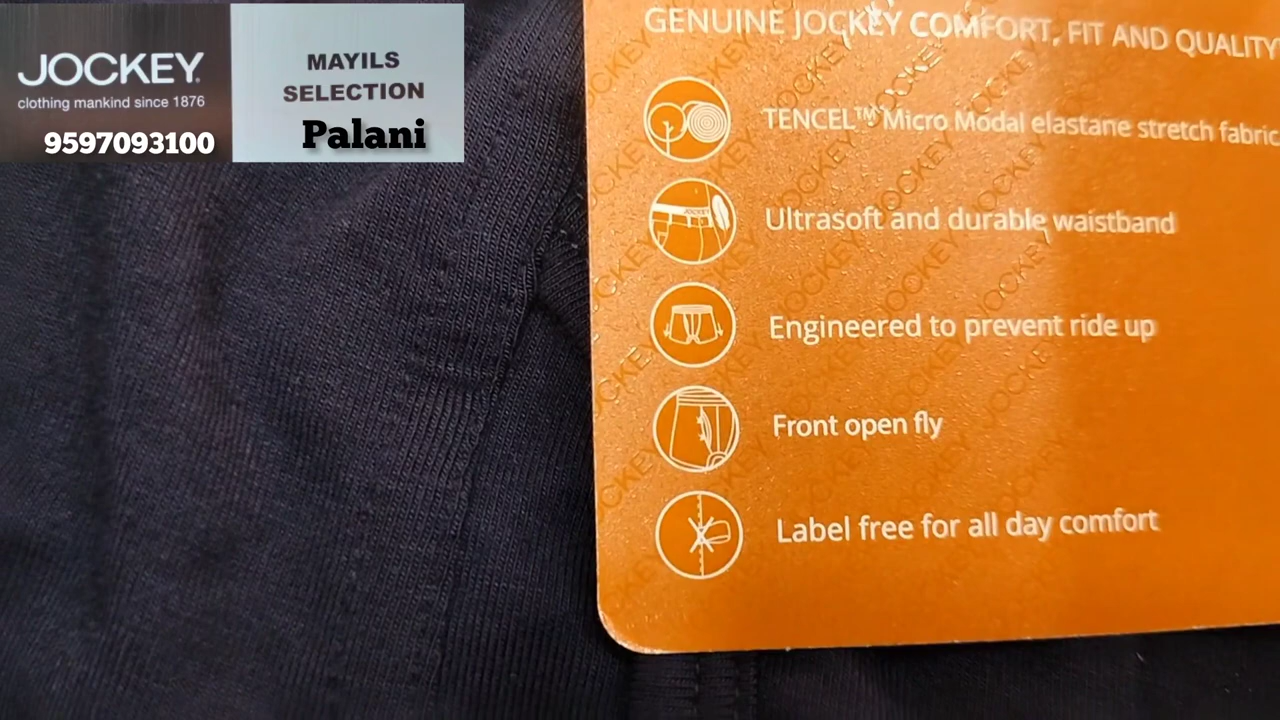 JOCKEY®
clothing mankind since 1876
9597093100
MAYILS
SELECTION
Palani
GENUINE JOCKEY COMFORT, FIT AND QUALITY
TENCEL™ Micro Modal elastane stretch fabric
Ultrasoft and durable waistband
Engineered to prevent ride up
Front open fly
Label free for all day comfort